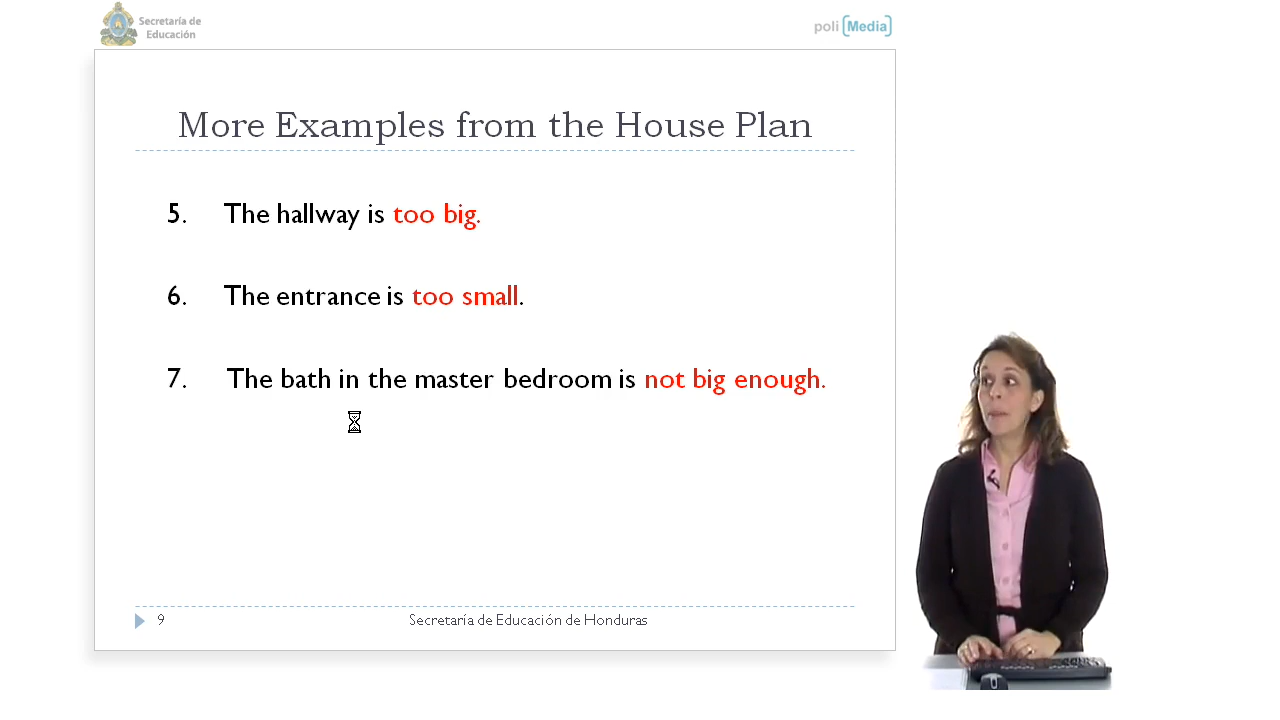 Secretaría de
Educación
poli [Media]
More Examples from the House Plan
5. The hallway is too big.
6. The entrance is too small.
7. The bath in the master bedroom is not big enough.
9 Secretaría de Educación de Honduras